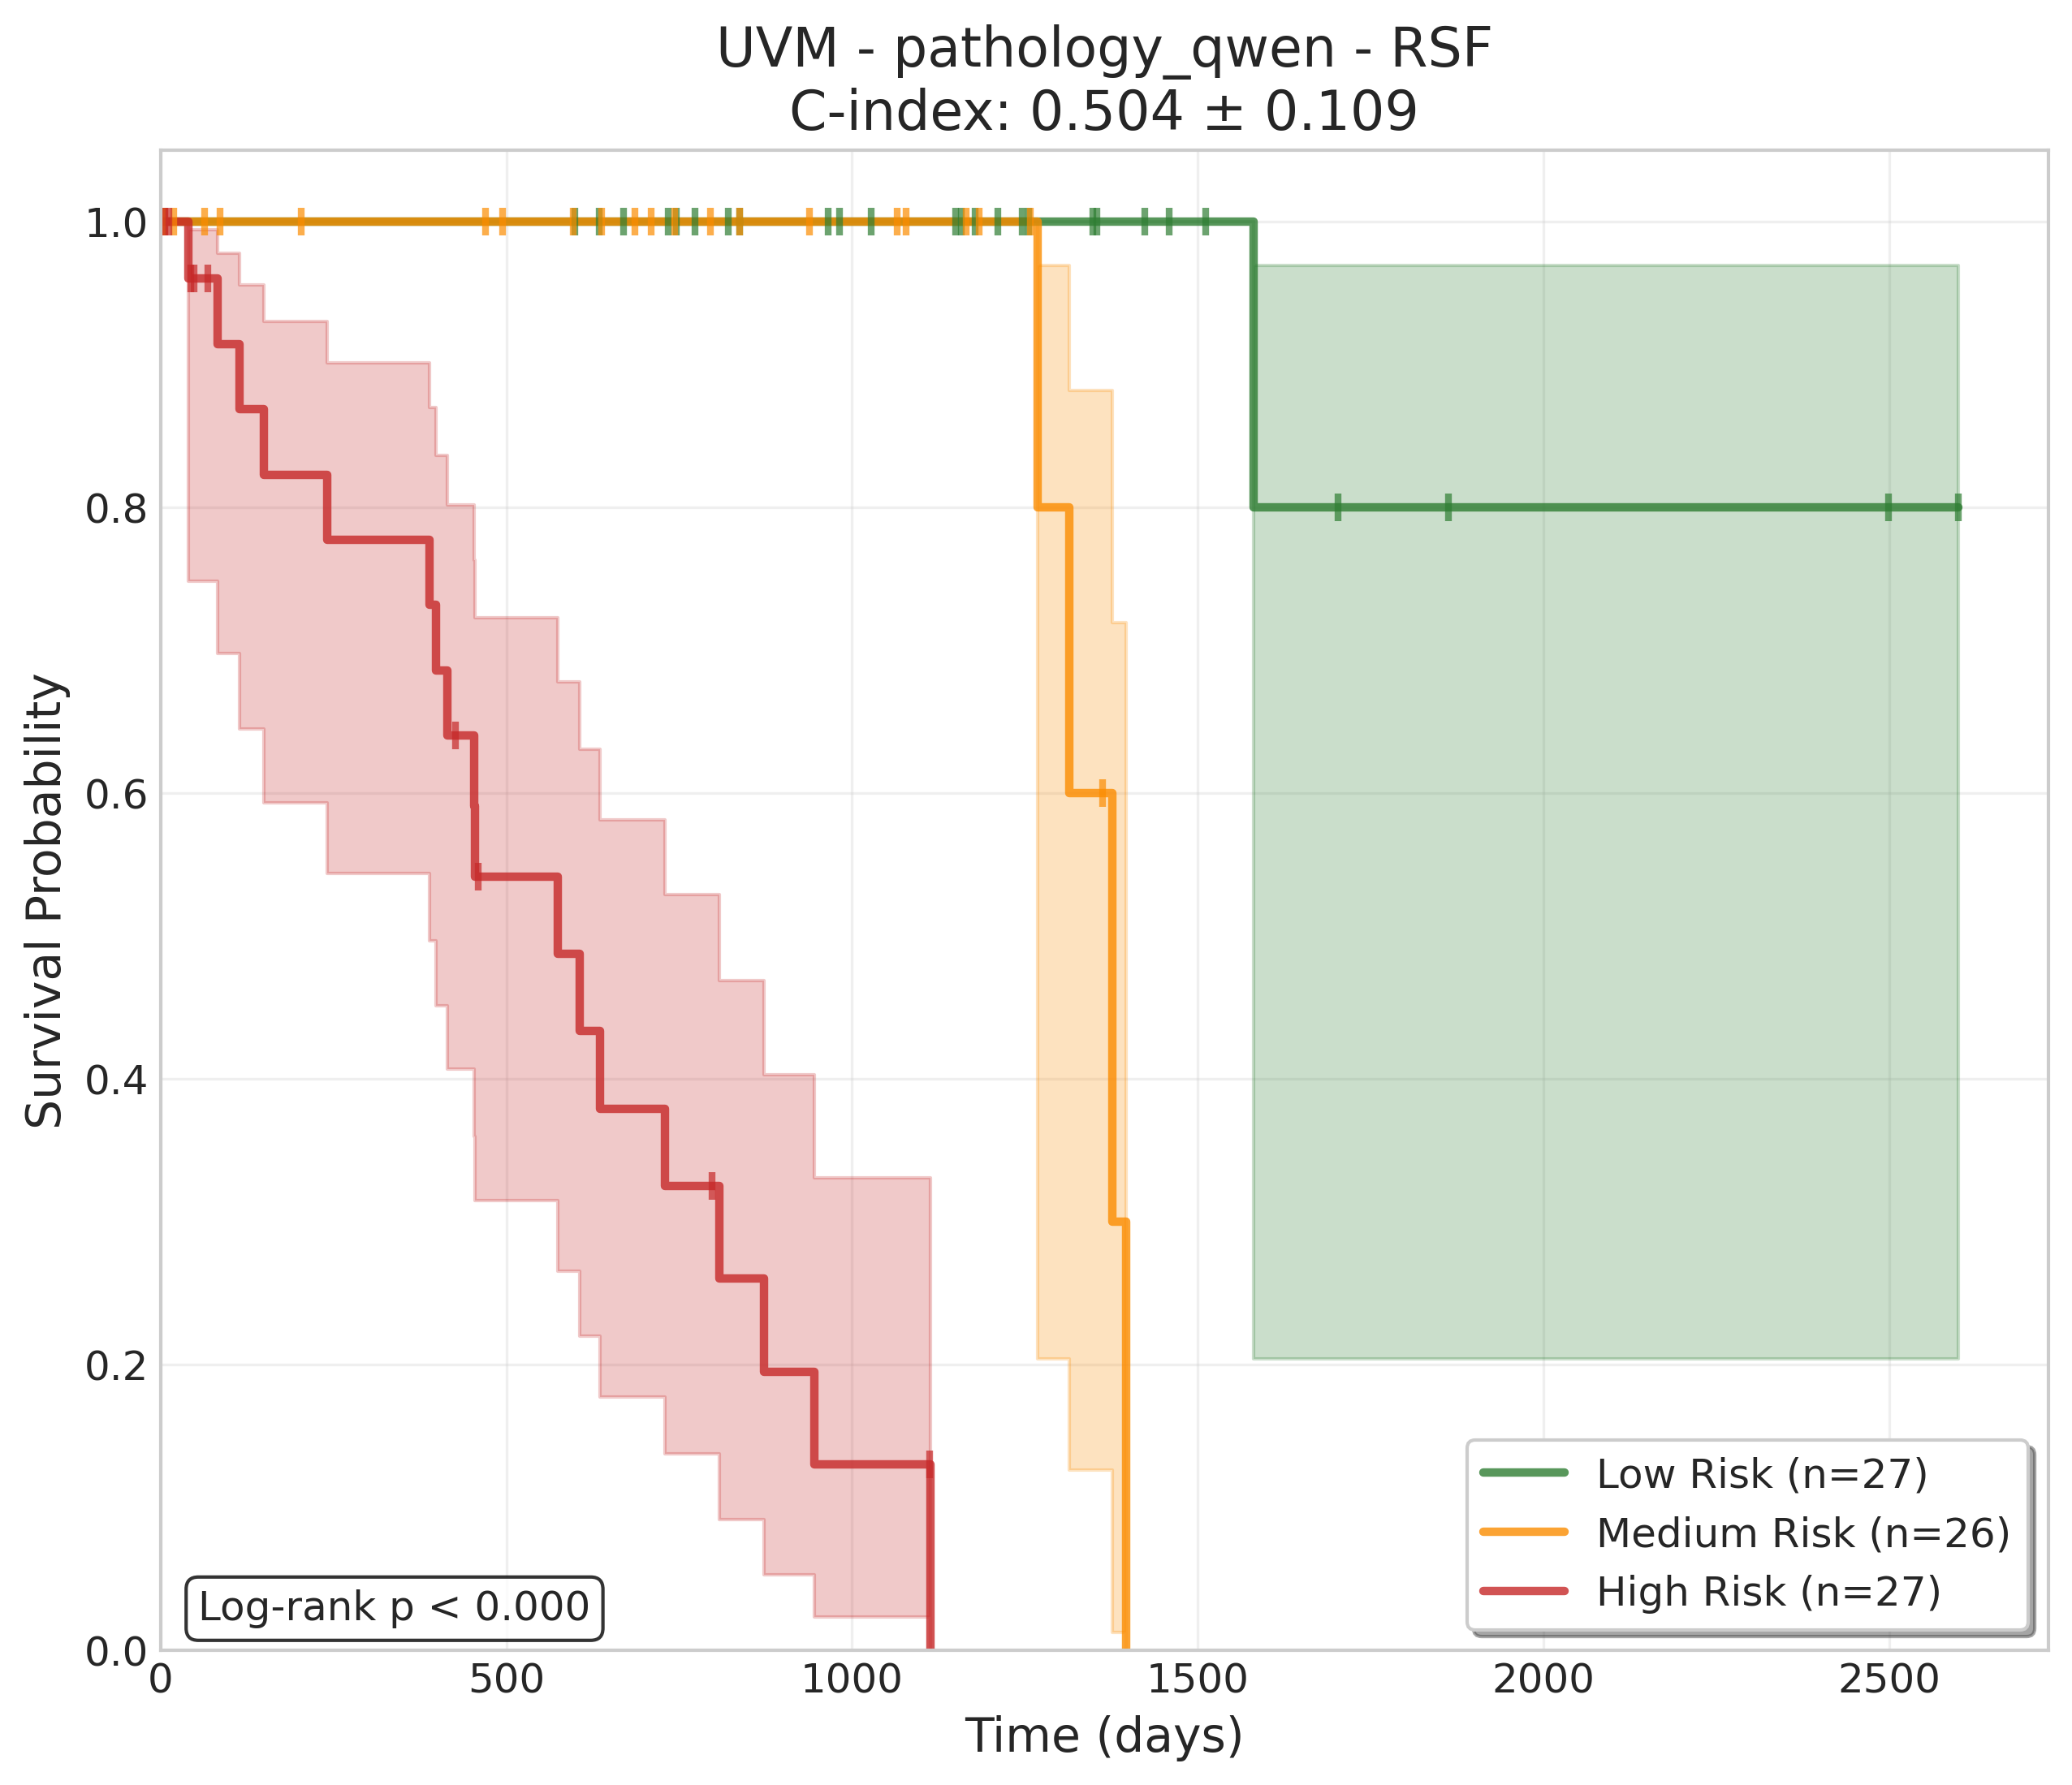 UVM - pathology_qwen - RSF
C-index: 0.504 ± 0.109
Survival Probability
1.0
0.8
0.6
0.4
0.2
0.0
0
500
1000
1500
2000
2500
Time (days)
Log-rank p < 0.000
Low Risk (n=27)
Medium Risk (n=26)
High Risk (n=27)